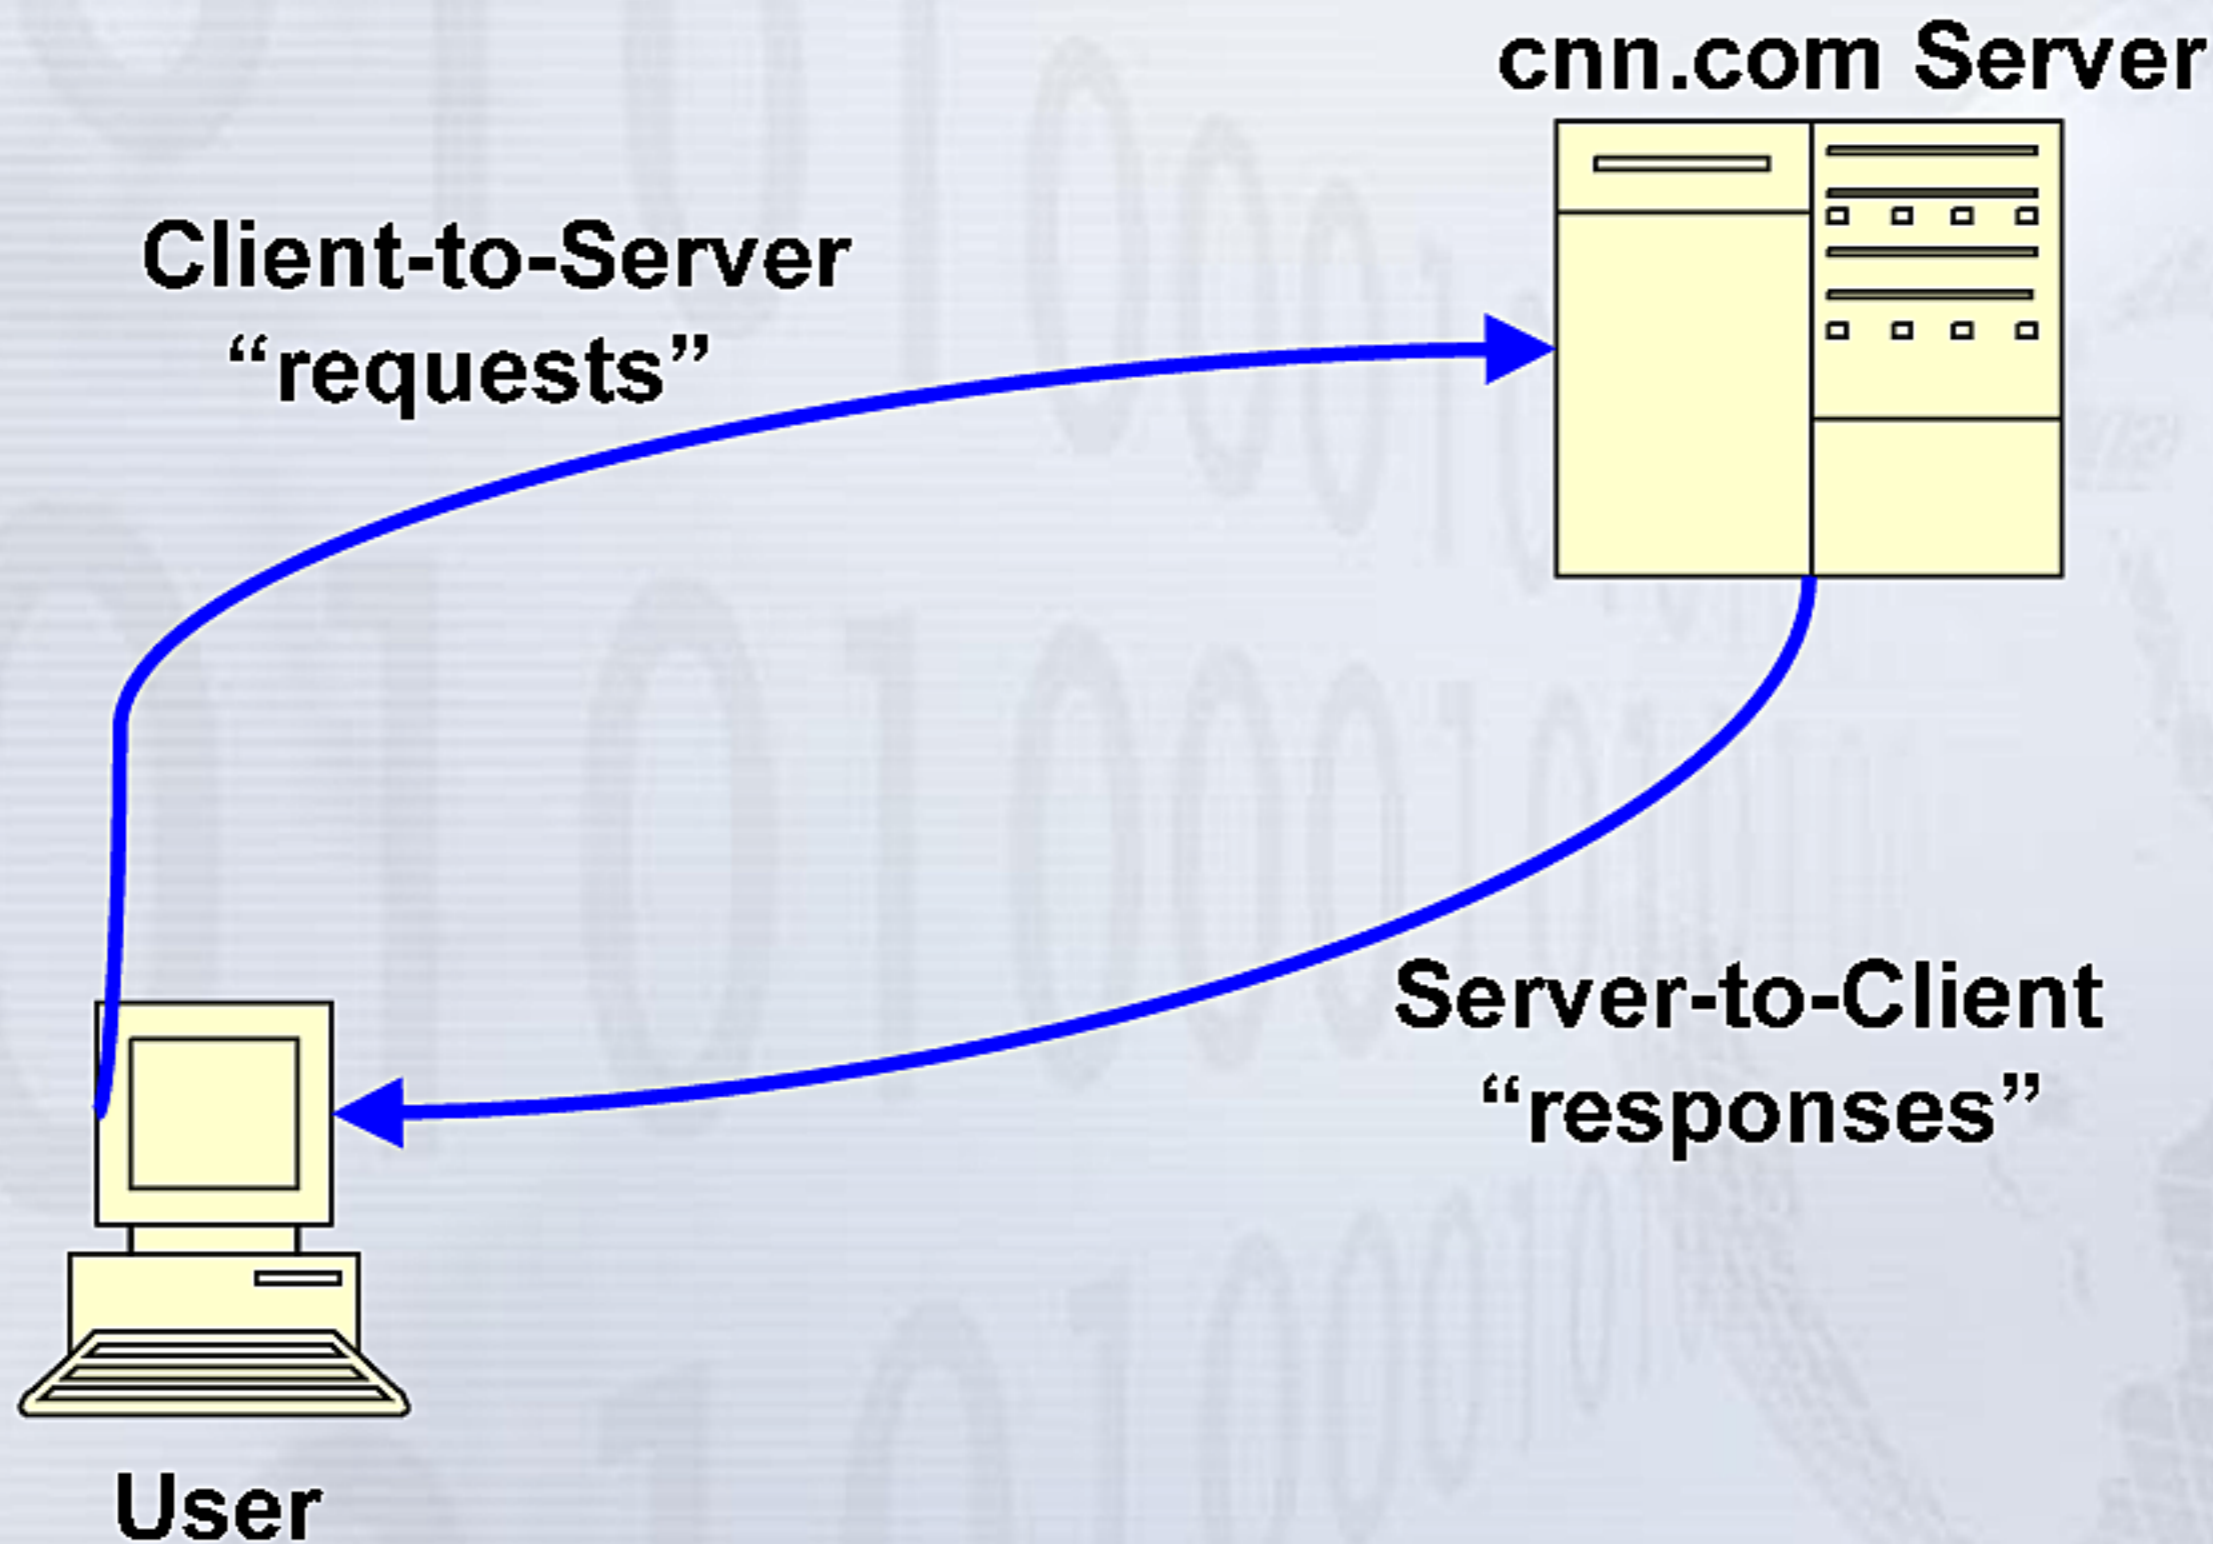 cnn.com Server
Client-to-Server
“requests”
Server-to-Client
“responses”
User